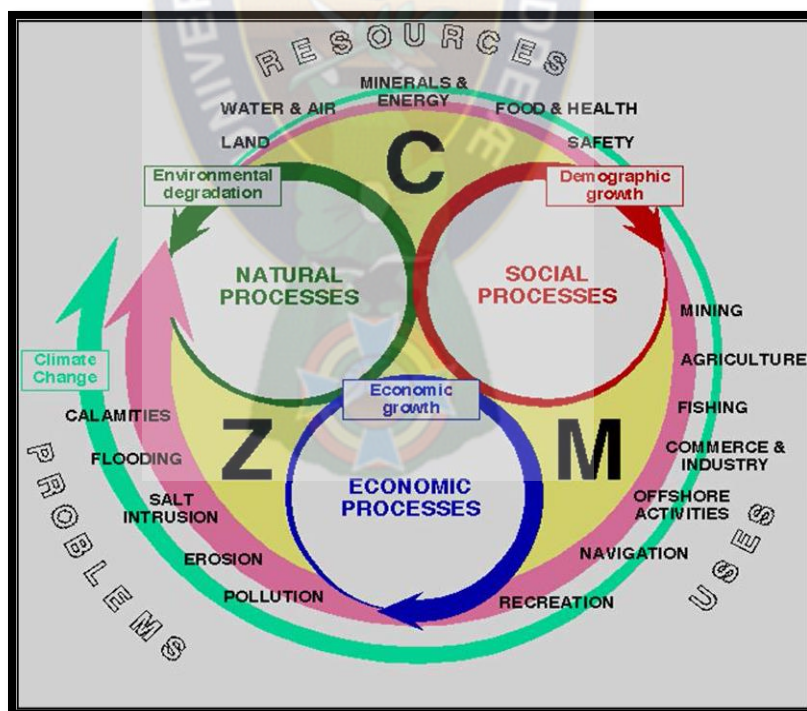 RESOURCES
MINERALS &
ENERGY
WATER & AIR
FOOD & HEALTH
LAND
SAFETY
Environmental
degradation
C
Demographic
growth
NATURAL
PROCESSES
SOCIAL
PROCESSES
MINING
Climate
Change
AGRICULTURE
Economic
growth
CALAMITIES
FISHING
Z
M
FLOODING
COMMERCE &
INDUSTRY
ECONOMIC
PROCESSES
SALT
INTRUSION
OFFSHORE
ACTIVITIES
EROSION
NAVIGATION
POLLUTION
RECREATION
PROBLEMS
USES